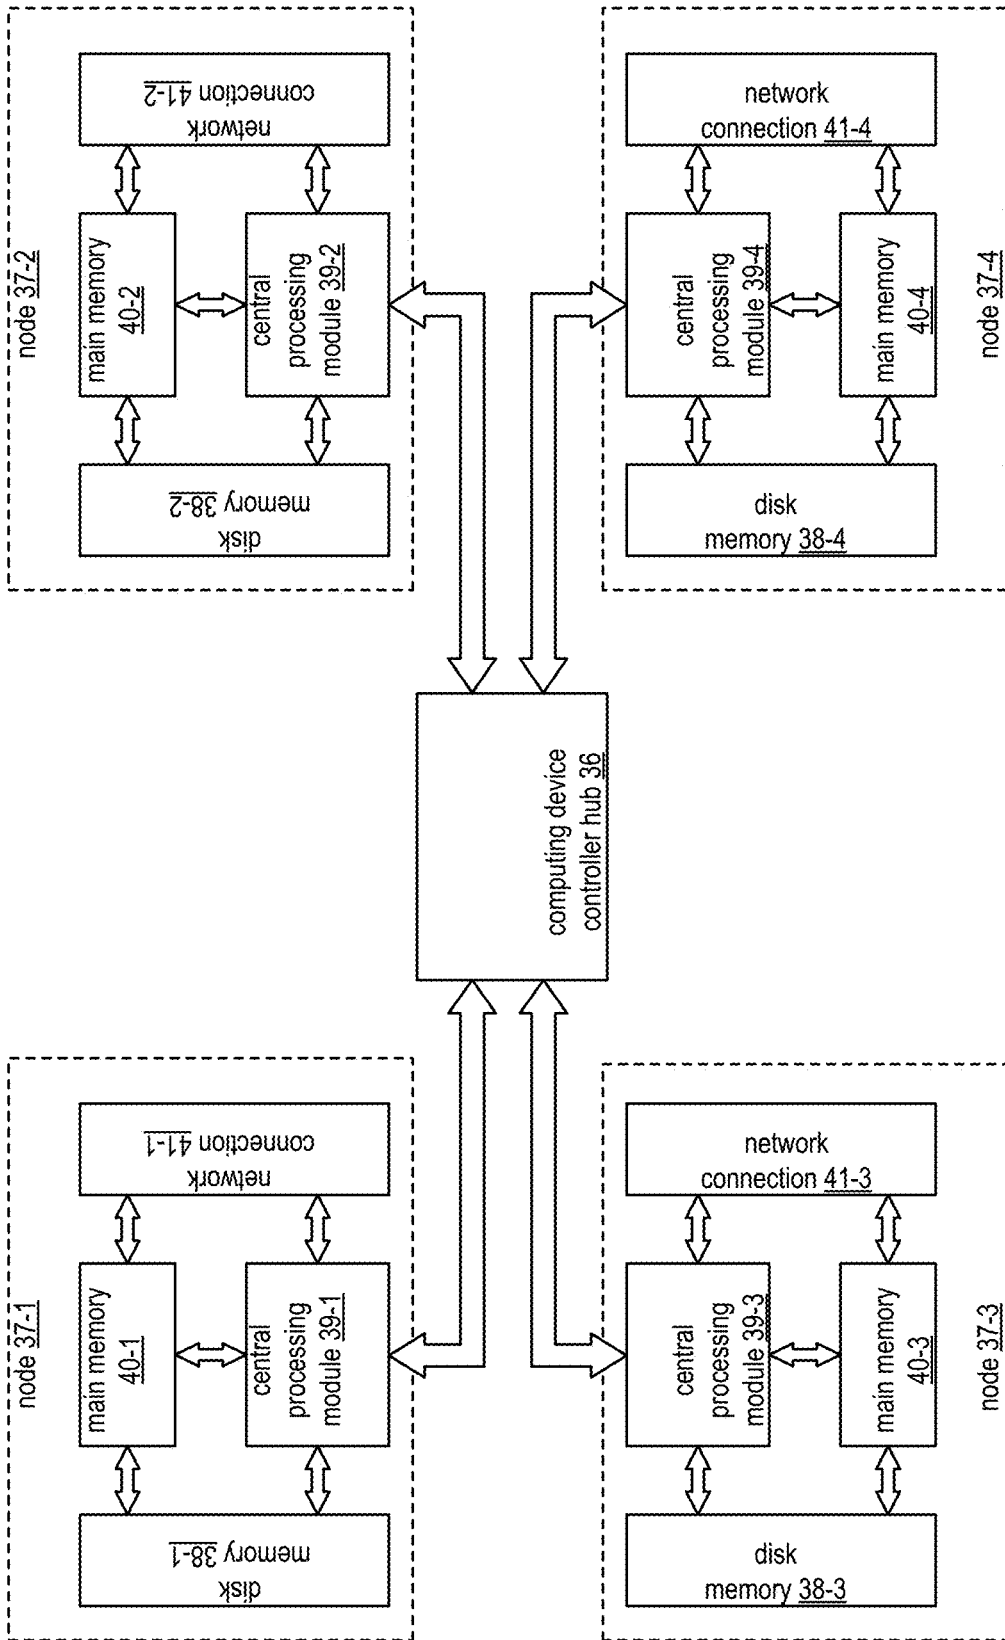 node 37-1
main memory
40-1
central
processing
module 39-1
disk
memory 38-1
network
connection 41-1
node 37-2
main memory
40-2
central
processing
module 39-2
disk
memory 38-2
network
connection 41-2
computing device
controller hub 36
central
processing
module 39-3
main memory
40-3
disk
memory 38-3
network
connection 41-3
node 37-3
central
processing
module 39-4
main memory
40-4
disk
memory 38-4
network
connection 41-4
node 37-4